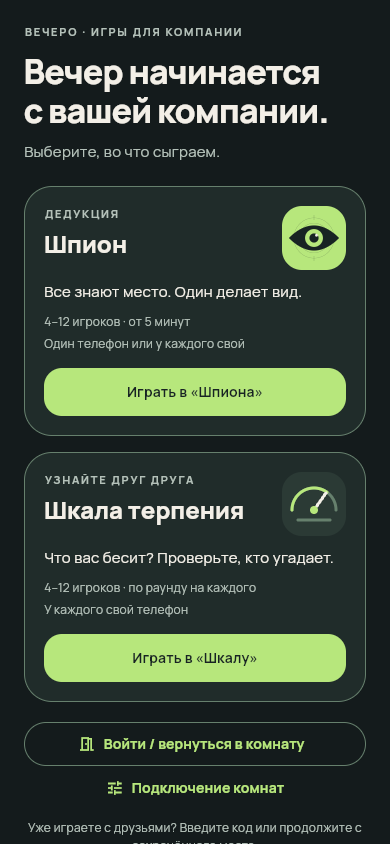 ВЕЧЕРО · ИГРЫ ДЛЯ КОМПАНИИ
Вечер начинается
с вашей компании.
Выберите, во что сыграем.
ДЕДУКЦИЯ
Шпион
Все знают место. Один делает вид.
4–12 игроков · от 5 минут
Один телефон или у каждого свой
Играть в «Шпиона»
УЗНАЙТЕ ДРУГ ДРУГА
Шкала терпения
Что вас бесит? Проверьте, кто угадает.
4–12 игроков · по раунду на каждого
У каждого свой телефон
Играть в «Шкалу»
Войти / вернуться в комнату
Подключение комнат
Уже играете с друзьями? Введите код или продолжите с